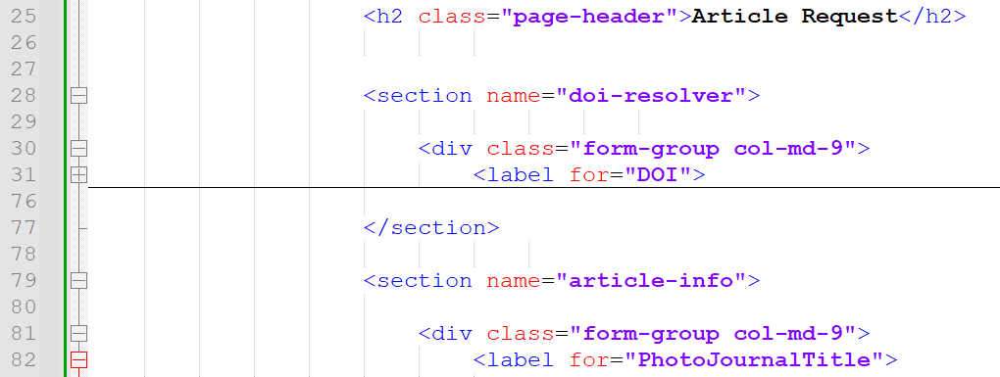 25 <h2 class="page-header">Article Request</h2>
26
27
28 <section name="doi-resolver">
29
30 <div class="form-group col-md-9">
31 <label for="DOI">
76
77 </section>
78
79 <section name="article-info">
80
81 <div class="form-group col-md-9">
82 <label for="PhotoJournalTitle">